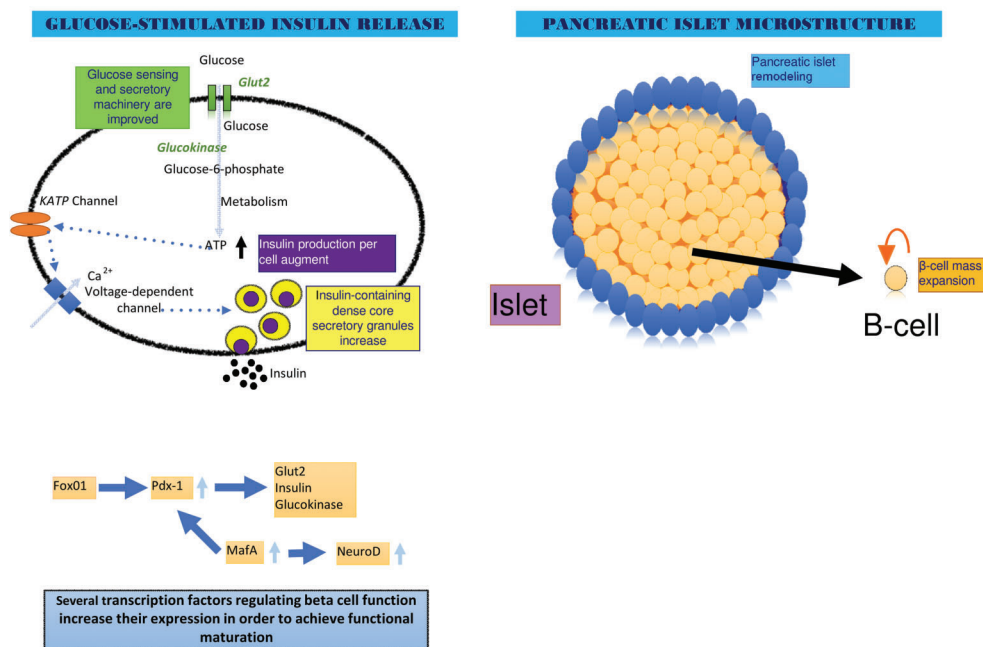 GLUCOSE-STIMULATED INSULIN RELEASE
Glucose
Glut2
Glucose sensing
and secretory
machinery are
improved
Glucose
Glucokinase
Glucose-6-phosphate
KATP Channel
Metabolism
ATP
Insulin production per
cell augment
Ca2+
Voltage-dependent
channel
Insulin-containing
dense core
secretory granules
increase
Insulin
PANCREATIC ISLET MICROSTRUCTURE
Pancreatic islet
remodeling
Islet
β-cell mass
expansion
B-cell
Fox01
Pdx-1
Glut2
Insulin
Glucokinase
MafA
NeuroD
Several transcription factors regulating beta cell function
increase their expression in order to achieve functional
maturation